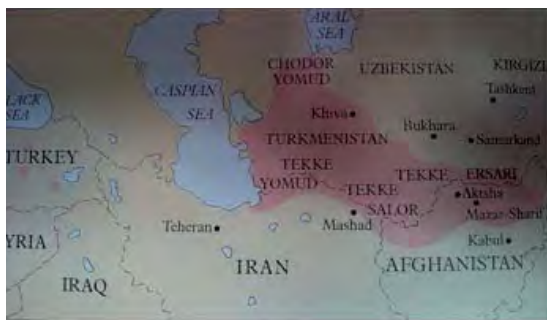 ARAL
SEA
CHODOR
YOMUD
UZBEKISTAN
KIRGIZI
CASPIAN
SEA
Tashkent
LACK
SEA
Khiva
Bukhara
Samarkand
TURKMENISTAN
TURKEY
TEKKE
YOMUD
TEKKE
ERSARI
TEKKE
Aktsha
SALOR
Mazar-Sharif
Teheran
Mashad
Kabul
YRIA
IRAN
AFGHANISTAN
IRAQ